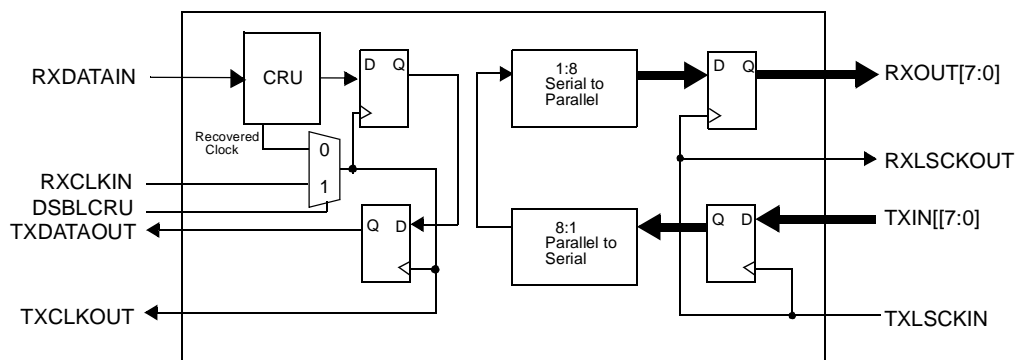 RXDATAIN
CRU
D Q
1:8
Serial to
Parallel
D Q
RXOUT[7:0]
Recovered
Clock
0
RXCLKIN
1
DSBLCRU
RXLSCKOUT
TXDATAOUT
Q D
8:1
Parallel to
Serial
Q D
TXIN[[7:0]
TXCLKOUT
TXLSCKIN